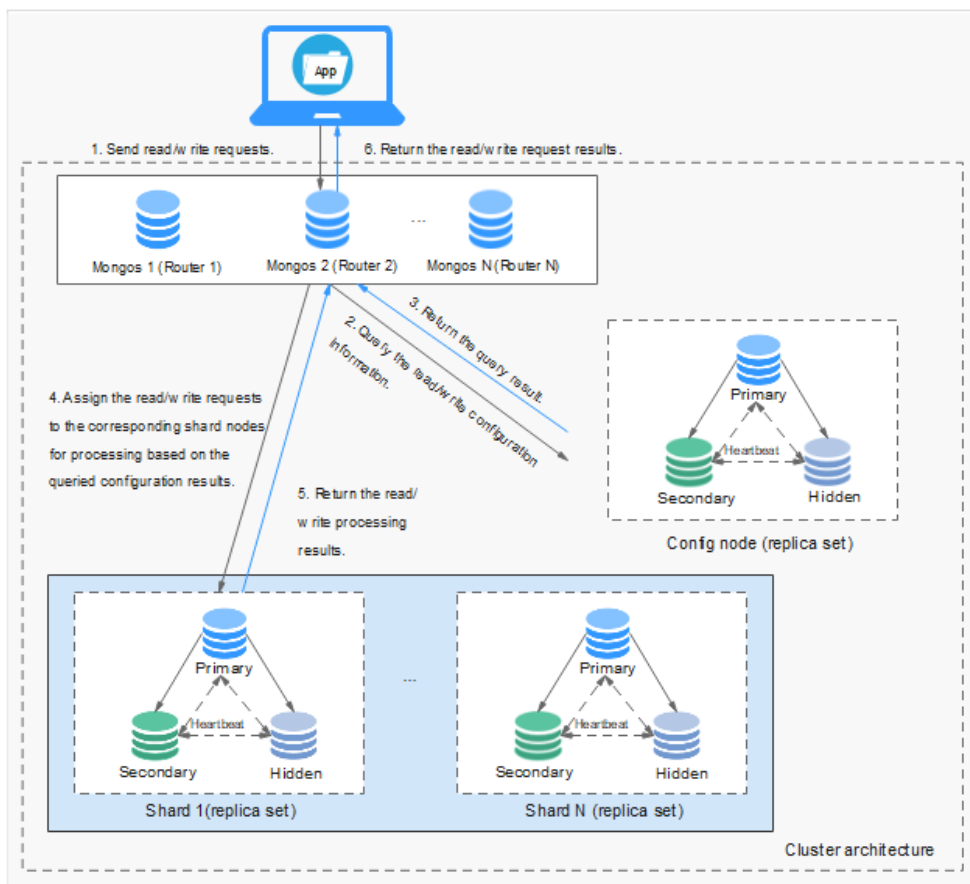 App
1. Send read/write requests.
6. Return the read/write request results.
...
Mongos 1 (Router 1)
Mongos 2 (Router 2)
Mongos N (Router N)
3. Return the query result.
2. Query the read/write configuration
information.
Primary
Heartbeat
Secondary
Hidden
Config node (replica set)
4. Assign the read/write requests
to the corresponding shard nodes
for processing based on the
queried configuration results.
5. Return the read/
write processing
results.
Primary
Heartbeat
Secondary
Hidden
Shard 1(replica set)
...
Primary
Heartbeat
Secondary
Hidden
Shard N (replica set)
Cluster architecture